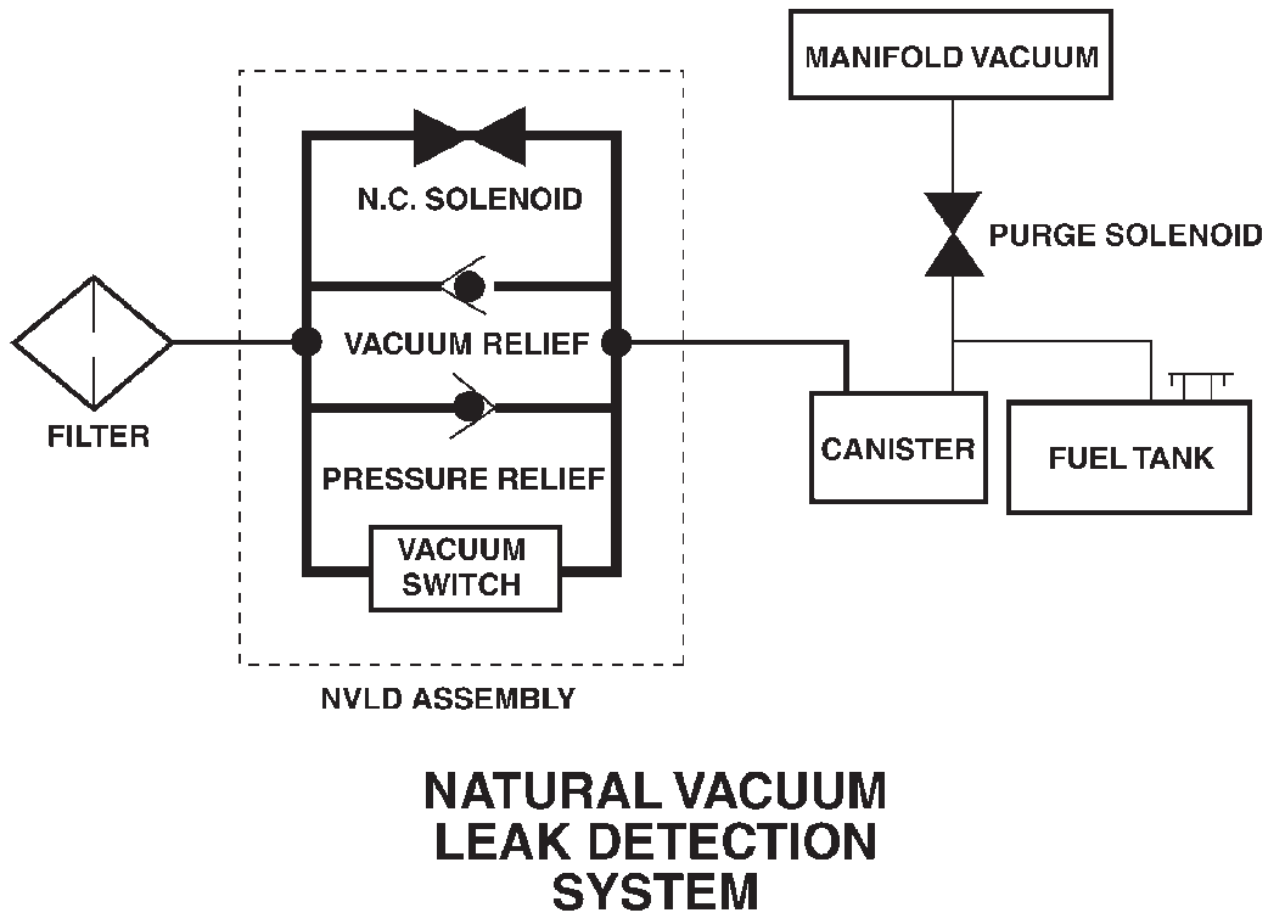 MANIFOLD VACUUM
N.C. SOLENOID
PURGE SOLENOID
VACUUM RELIEF
FILTER
CANISTER
FUEL TANK
PRESSURE RELIEF
VACUUM
SWITCH
NVLD ASSEMBLY
NATURAL VACUUM
LEAK DETECTION
SYSTEM